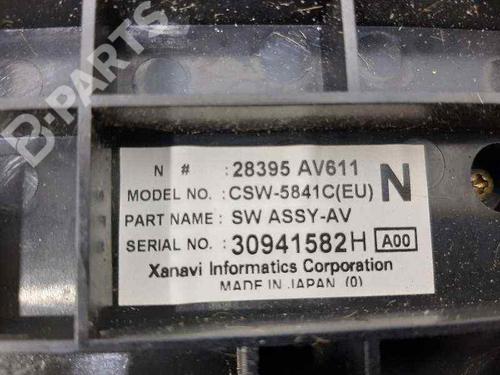 B-PARTS
N # : 28395 AV611
MODEL NO. : CSW-5841C(EU) N
PART NAME : SW ASSY-AV
SERIAL NO. : 30941582H A00
Xanavi Informatics Corporation
MADE IN JAPAN (0)